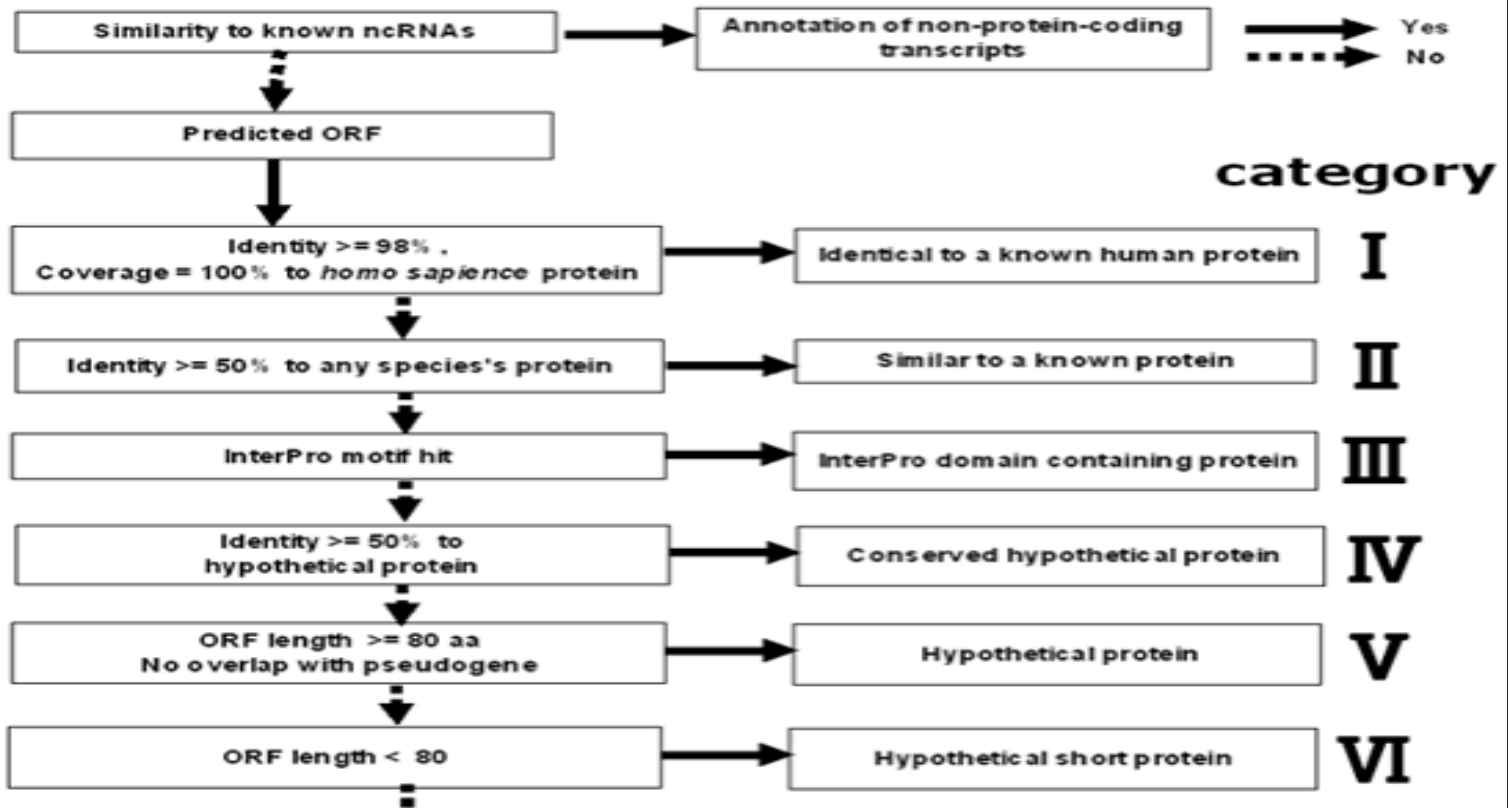 Similarity to known ncRNAs
Annotation of non-protein-coding
transcripts
Yes
No
Predicted ORF
category
Identity >= 98% .
Coverage = 100% to homo sapience protein
Identical to a known human protein
I
Identity >= 50% to any species's protein
Similar to a known protein
II
InterPro motif hit
InterPro domain containing protein
III
Identity >= 50% to
hypothetical protein
Conserved hypothetical protein
IV
ORF length >= 80 aa
No overlap with pseudogene
Hypothetical protein
V
ORF length < 80
Hypothetical short protein
VI